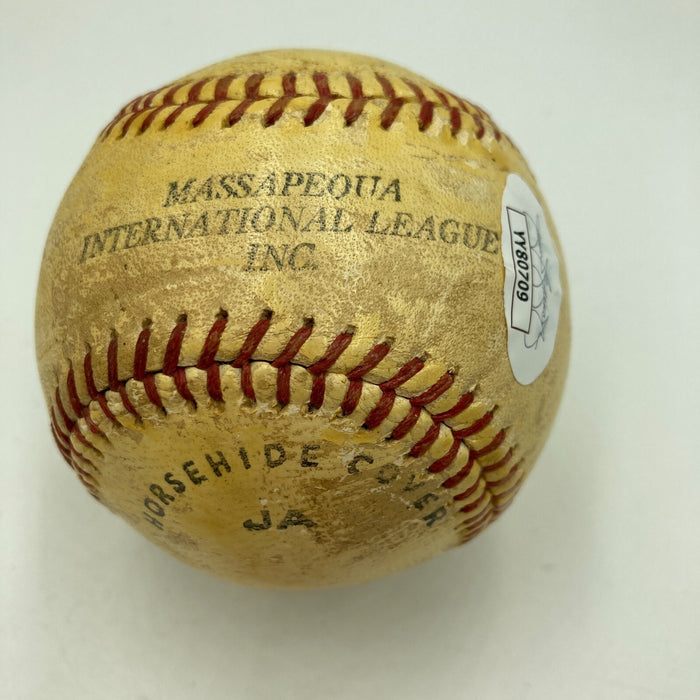 MASSAPEQUA
INTERNATIONAL LEAGUE
INC.
YY80709
HORSEHIDE COVER
JA